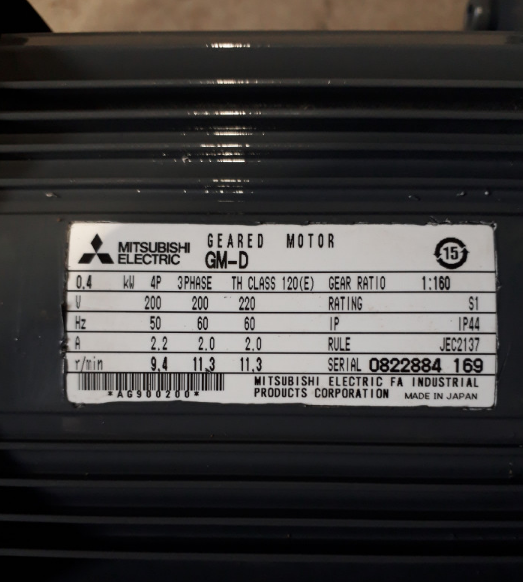 MITSUBISHI ELECTRIC
GEARED MOTOR
GM-D
15
0.4 kW 4P 3PHASE TH CLASS 120(E) GEAR RATIO 1:160
V 200 200 220 RATING S1
Hz 50 60 60 IP IP44
A 2.2 2.0 2.0 RULE JEC2137
r/min 9.4 11.3 11.3 SERIAL 0822884 169
*AG900200*
MITSUBISHI ELECTRIC FA INDUSTRIAL
PRODUCTS CORPORATION MADE IN JAPAN